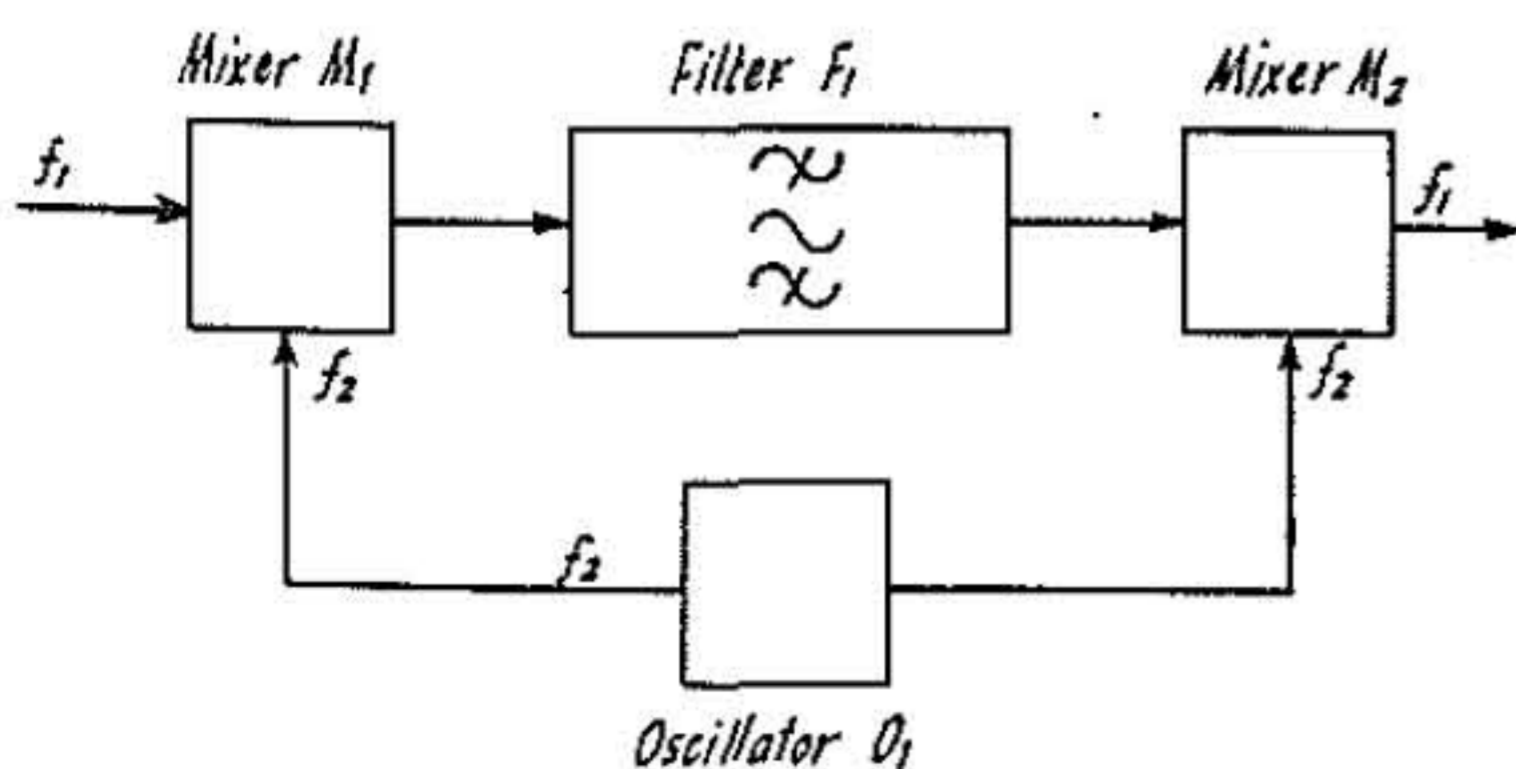 Mixer M₁
Filter F₁
Mixer M₂
f₁
f₁
f₂
f₂
f₂
Oscillator O₁